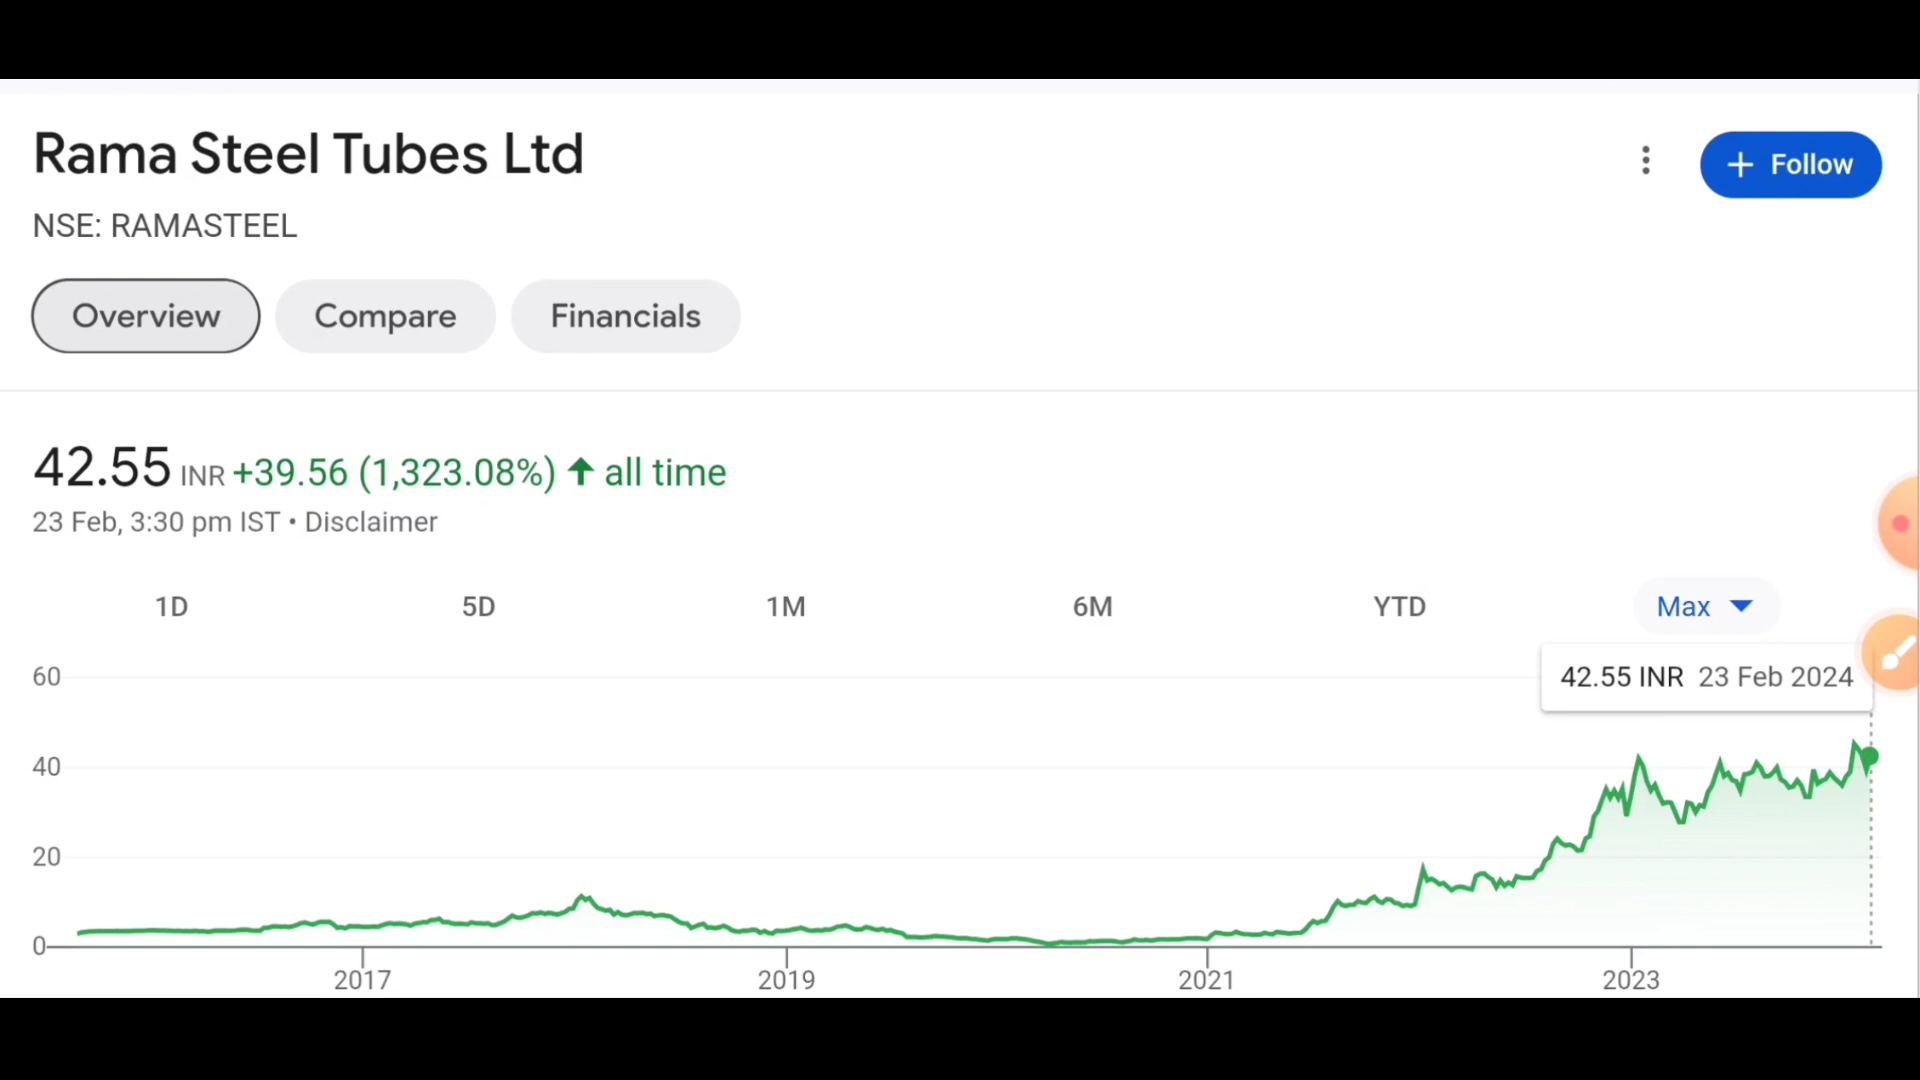 Rama Steel Tubes Ltd
+ Follow
NSE: RAMASTEEL
Overview Compare Financials
42.55 INR +39.56 (1,323.08%) ↑ all time
23 Feb, 3:30 pm IST • Disclaimer
1D 5D 1M 6M YTD Max
42.55 INR 23 Feb 2024
60
40
20
0
2017 2019 2021 2023